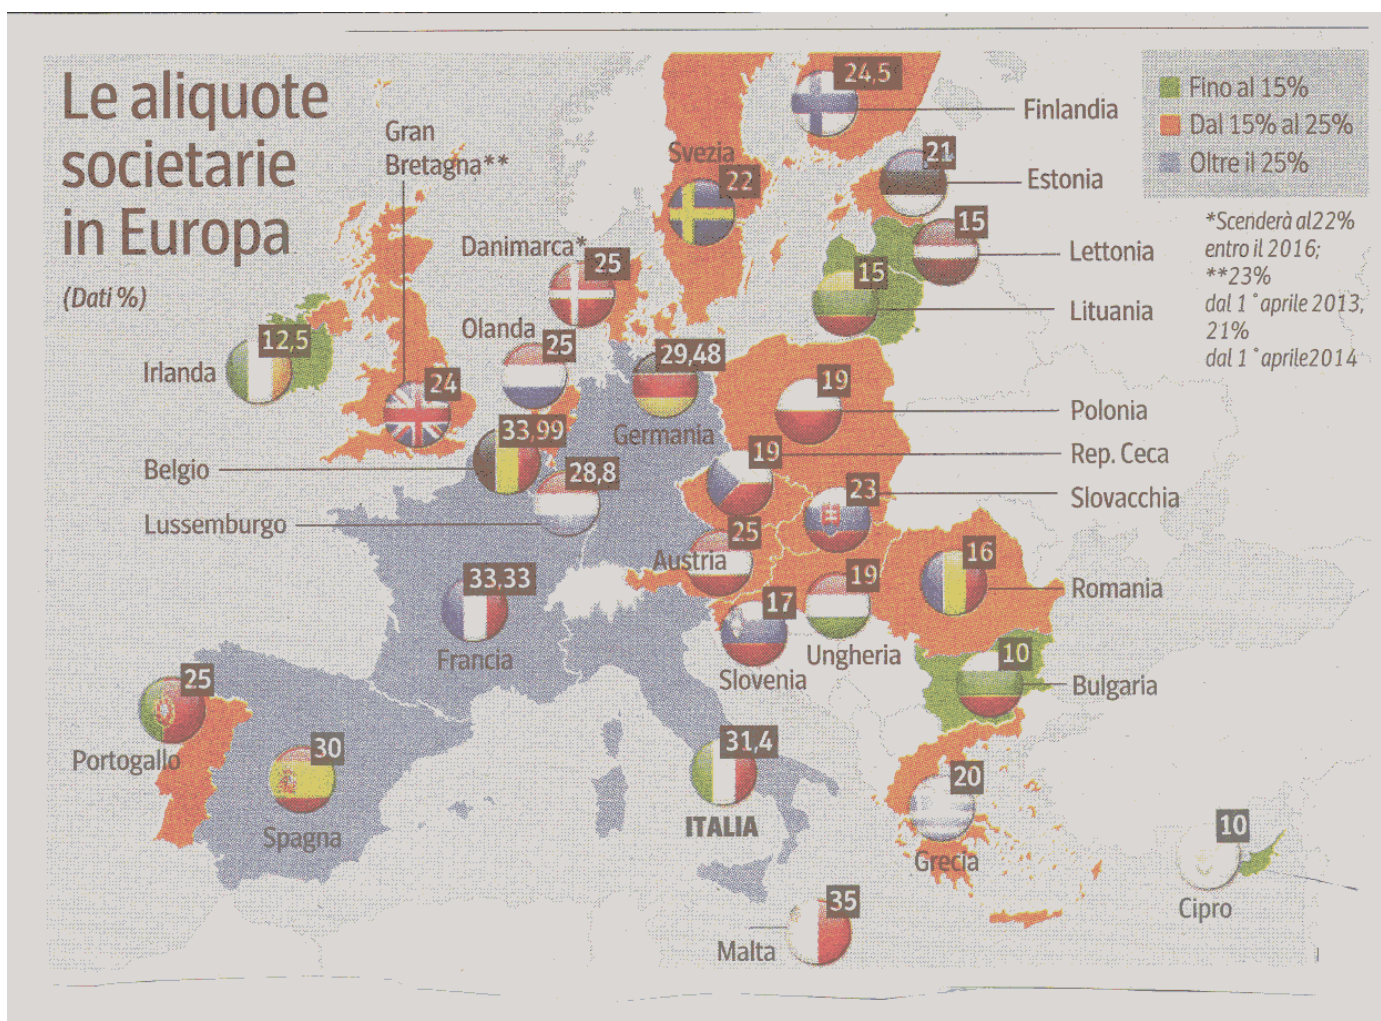 Le aliquote
societarie
in Europa
(Dati %)
Fino al 15%
Dal 15% al 25%
Oltre il 25%
*Scenderà al 22%
entro il 2016;
**23%
dal 1° aprile 2013,
21%
dal 1° aprile 2014
24,5
Finlandia
Gran
Bretagna**
24
Svezia
22
21
Estonia
15
Lettonia
15
Lituania
Danimarca*
25
Olanda
25
12,5
Irlanda
29,48
Germania
19
Polonia
33,99
Belgio
19
Rep. Ceca
28,8
Lussemburgo
23
Slovacchia
25
Austria
33,33
Francia
17
Slovenia
19
Ungheria
16
Romania
10
Bulgaria
25
Portogallo
30
Spagna
31,4
ITALIA
20
Grecia
10
Cipro
35
Malta